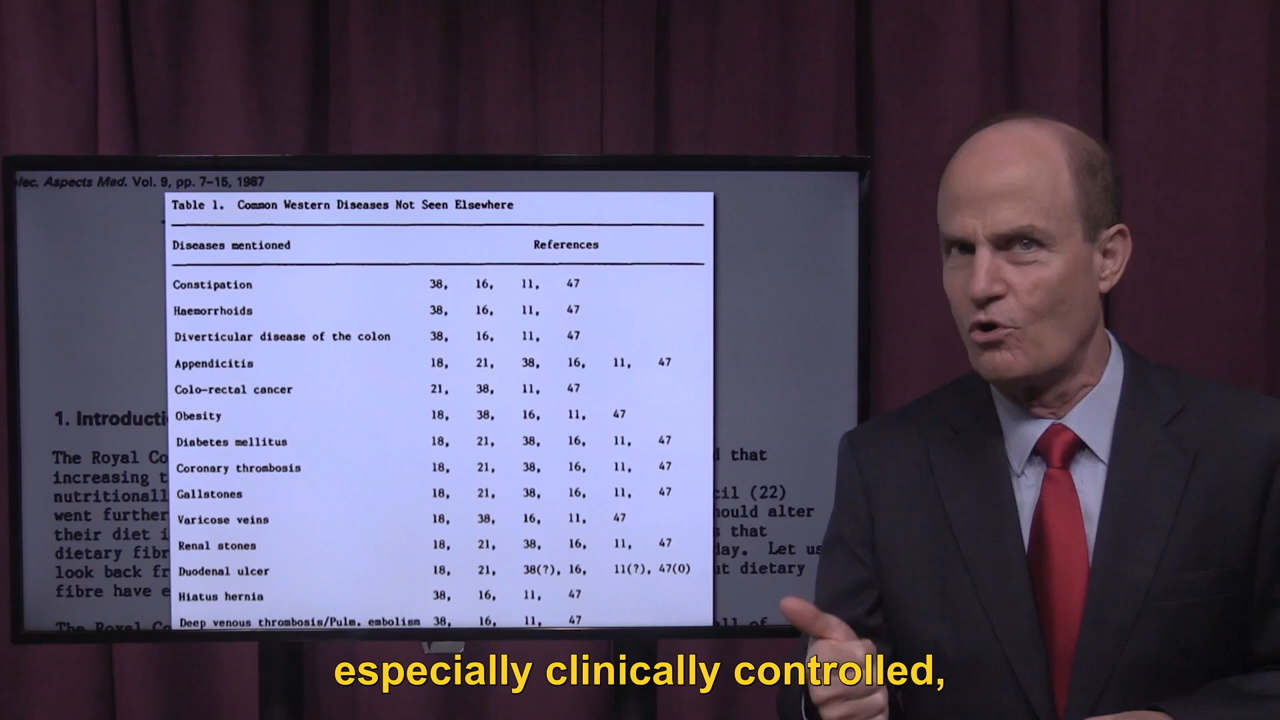 lec. Aspects Med. Vol. 9, pp. 7–15, 1987
Table 1. Common Western Diseases Not Seen Elsewhere
Diseases mentioned References
Constipation 38, 16, 11, 47
Haemorrhoids 38, 16, 11, 47
Diverticular disease of the colon 38, 16, 11, 47
Appendicitis 18, 21, 38, 16, 11, 47
Colo-rectal cancer 21, 38, 11, 47
Obesity 18, 38, 16, 11, 47
Diabetes mellitus 18, 21, 38, 16, 11, 47
Coronary thrombosis 18, 21, 38, 16, 11, 47
Gallstones 18, 21, 38, 16, 11, 47
Varicose veins 18, 38, 16, 11, 47
Renal stones 18, 21, 38, 16, 11, 47
Duodenal ulcer 18, 21, 38(?), 16, 11(?), 47(0)
Hiatus hernia 38, 16, 11, 47
Deep venous thrombosis/Pulm. embolism 38, 16, 11, 47
1. Introducti
The Royal Co d that
increasing t
nutritionall cil (22)
went further hould alter
their diet i s that
dietary fibr day. Let us
look back fr ut dietary
fibre have e
The Royal Co ll of
especially clinically controlled,